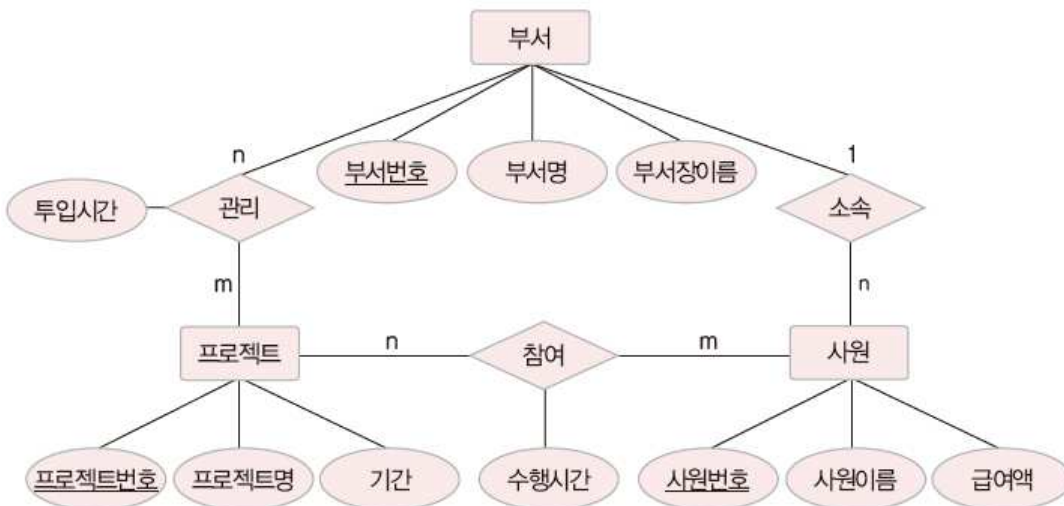 부서
n
부서번호
부서명
부서장이름
1
투입시간
관리
소속
m
n
프로젝트
n
참여
m
사원
프로젝트번호
프로젝트명
기간
수행시간
사원번호
사원이름
급여액